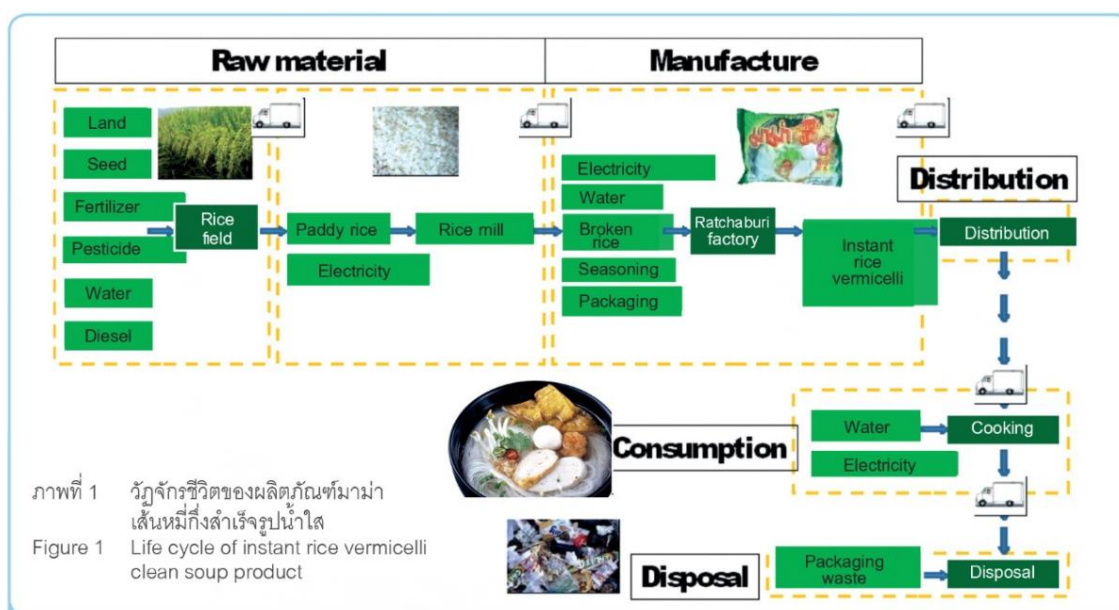 Raw material
Manufacture
Land
Seed
Fertilizer
Pesticide
Water
Diesel
Rice
field
Paddy rice
Electricity
Rice mill
Electricity
Water
Broken
rice
Seasoning
Packaging
Ratchaburi
factory
Instant
rice
vermicelli
Distribution
Distribution
Consumption
Water
Electricity
Cooking
Disposal
Packaging
waste
Disposal
ภาพที่ 1 วัฏจักรชีวิตของผลิตภัณฑ์มาม่า
เส้นหมี่กึ่งสำเร็จรูปน้ำใส
Figure 1 Life cycle of instant rice vermicelli
clean soup product